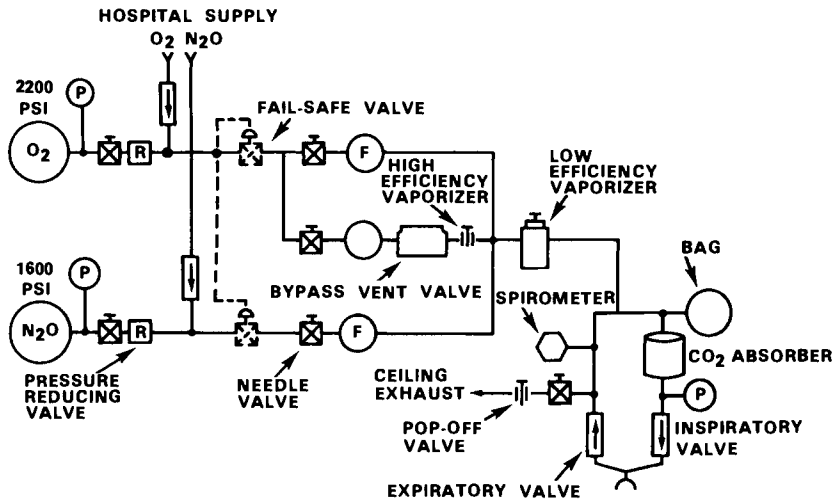 HOSPITAL SUPPLY
O2 N2O
2200
PSI
P
FAIL-SAFE VALVE
O2
R
F
HIGH
EFFICIENCY
VAPORIZER
LOW
EFFICIENCY
VAPORIZER
BAG
1600
PSI
P
BYPASS VENT VALVE
SPIROMETER
N2O
R
F
CO2 ABSORBER
PRESSURE
REDUCING
VALVE
NEEDLE
VALVE
CEILING
EXHAUST
P
POP-OFF
VALVE
INSPIRATORY
VALVE
EXPIRATORY VALVE